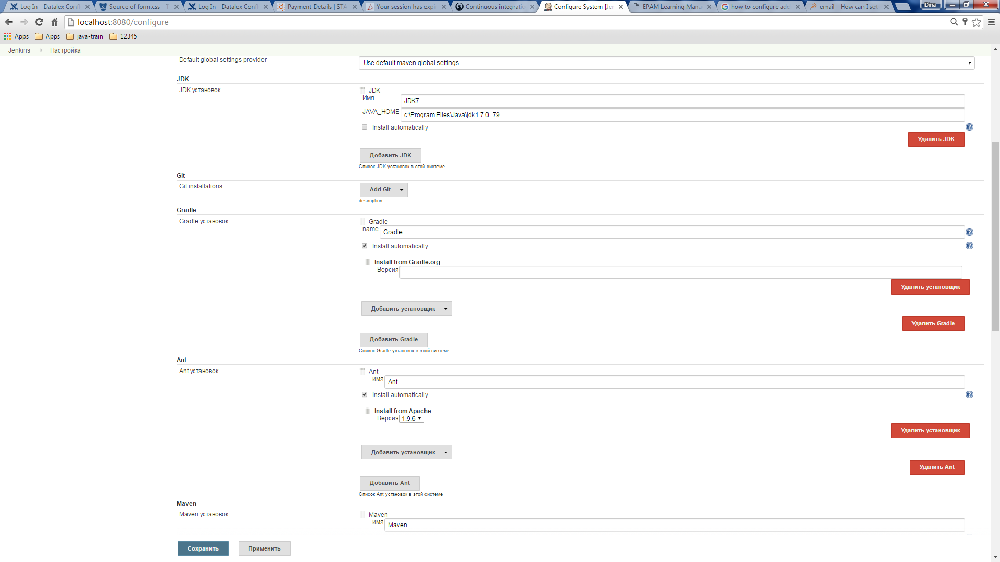 Log In - Datalex Confl
Source of form.css - T
Log In - Datalex Confl
Payment Details | STA
Your session has expi
Continuous integratio
Configure System [Je
EPAM Learning Mana
how to configure add
email - How can I set
Dina
localhost:8080/configure
Apps
Apps
java-train
12345
Jenkins
Настройка
Default global settings provider
Use default maven global settings
JDK
JDK установок
JDK
Имя
JDK7
JAVA_HOME
c:\Program Files\Java\jdk1.7.0_79
Install automatically
Удалить JDK
Добавить JDK
Список JDK установок в этой системе
Git
Git installations
Add Git
description
Gradle
Gradle установок
Gradle
name
Gradle
Install automatically
Install from Gradle.org
Версия
Удалить установщик
Добавить установщик
Удалить Gradle
Добавить Gradle
Список Gradle установок в этой системе
Ant
Ant установок
Ant
имя
Ant
Install automatically
Install from Apache
Версия
1.9.6
Удалить установщик
Добавить установщик
Удалить Ant
Добавить Ant
Список Ant установок в этой системе
Maven
Maven установок
Maven
имя
Maven
Сохранить
Применить